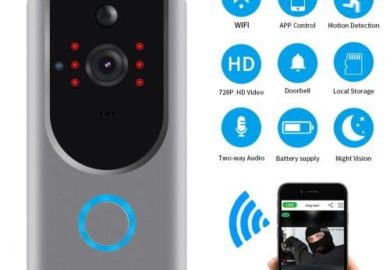 WIFI
APP Control
Motion Detection
HD
720P HD Video
Doorbell
Local Storage
Two-way Audio
Battery supply
Night Vision